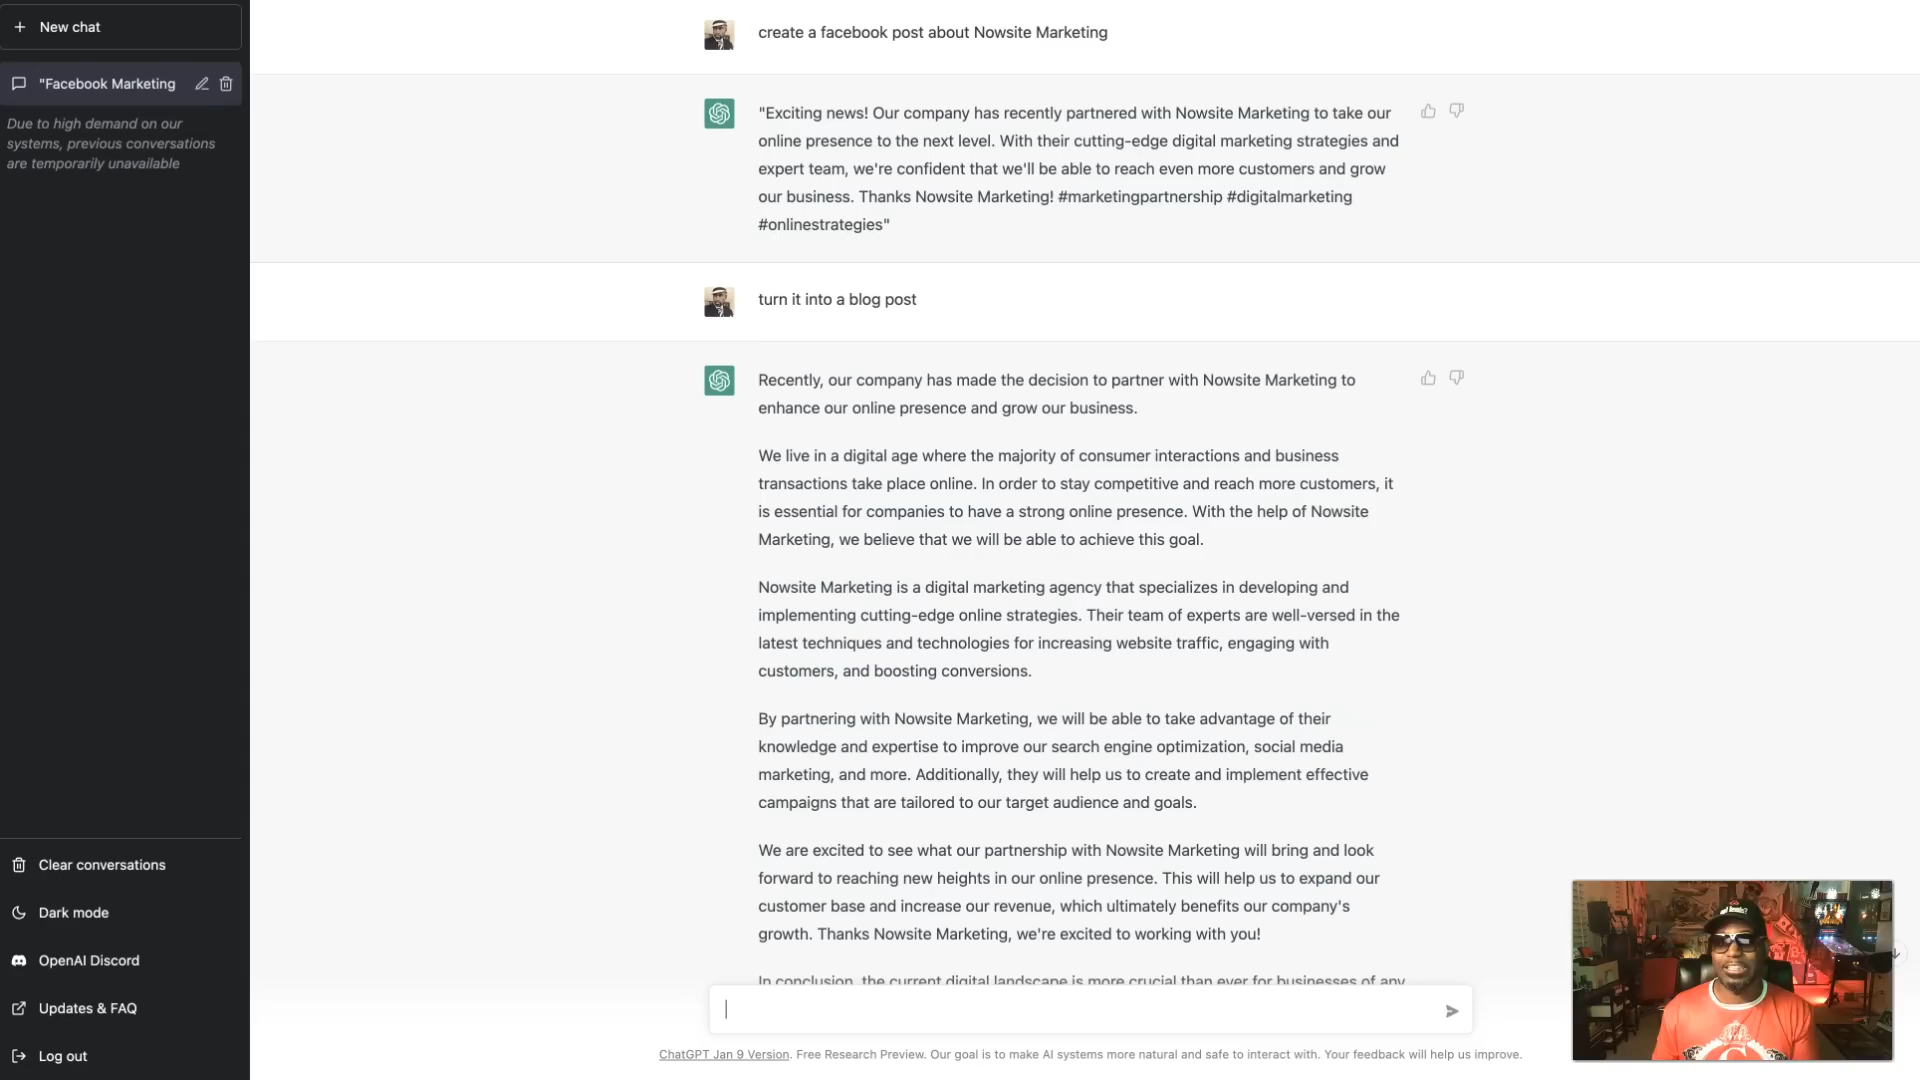 New chat
"Facebook Marketing
Due to high demand on our
systems, previous conversations
are temporarily unavailable
Clear conversations
Dark mode
OpenAI Discord
Updates & FAQ
Log out
create a facebook post about Nowsite Marketing
"Exciting news! Our company has recently partnered with Nowsite Marketing to take our
online presence to the next level. With their cutting-edge digital marketing strategies and
expert team, we're confident that we'll be able to reach even more customers and grow
our business. Thanks Nowsite Marketing! #marketingpartnership #digitalmarketing
#onlinestrategies"
turn it into a blog post
Recently, our company has made the decision to partner with Nowsite Marketing to
enhance our online presence and grow our business.
We live in a digital age where the majority of consumer interactions and business
transactions take place online. In order to stay competitive and reach more customers, it
is essential for companies to have a strong online presence. With the help of Nowsite
Marketing, we believe that we will be able to achieve this goal.
Nowsite Marketing is a digital marketing agency that specializes in developing and
implementing cutting-edge online strategies. Their team of experts are well-versed in the
latest techniques and technologies for increasing website traffic, engaging with
customers, and boosting conversions.
By partnering with Nowsite Marketing, we will be able to take advantage of their
knowledge and expertise to improve our search engine optimization, social media
marketing, and more. Additionally, they will help us to create and implement effective
campaigns that are tailored to our target audience and goals.
We are excited to see what our partnership with Nowsite Marketing will bring and look
forward to reaching new heights in our online presence. This will help us to expand our
customer base and increase our revenue, which ultimately benefits our company's
growth. Thanks Nowsite Marketing, we're excited to working with you!
In conclusion, the current digital landscape is more crucial than ever for businesses of any
ChatGPT Jan 9 Version. Free Research Preview. Our goal is to make AI systems more natural and safe to interact with. Your feedback will help us improve.